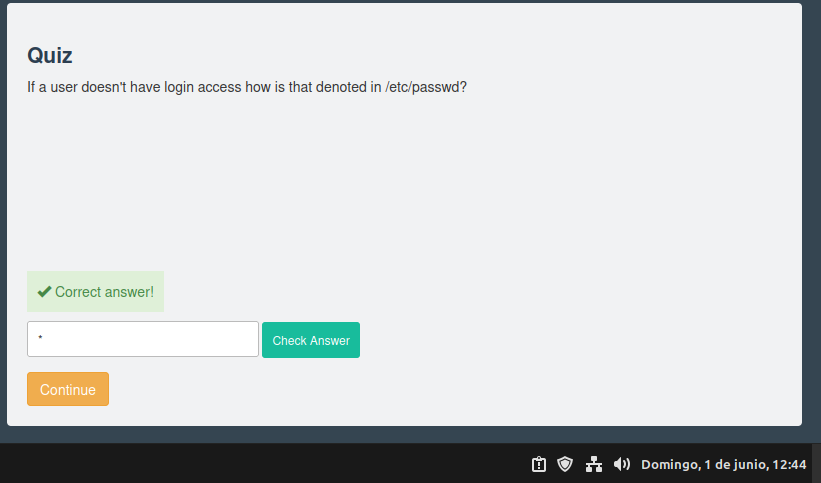 Quiz
If a user doesn't have login access how is that denoted in /etc/passwd?
Correct answer!
*
Check Answer
Continue
Domingo, 1 de junio, 12:44